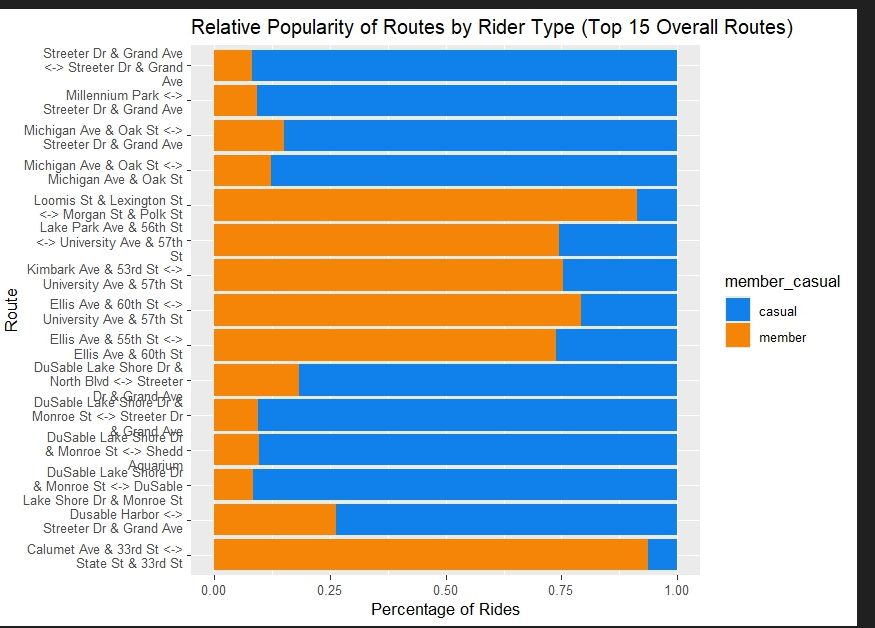 Relative Popularity of Routes by Rider Type (Top 15 Overall Routes)
Streeter Dr & Grand Ave
<-> Streeter Dr & Grand
Ave
Millennium Park <->
Streeter Dr & Grand Ave
Michigan Ave & Oak St <->
Streeter Dr & Grand Ave
Michigan Ave & Oak St <->
Michigan Ave & Oak St
Loomis St & Lexington St
<-> Morgan St & Polk St
Lake Park Ave & 56th St
<-> University Ave & 57th
St
Kimbark Ave & 53rd St <->
University Ave & 57th St
Ellis Ave & 60th St <->
University Ave & 57th St
Ellis Ave & 55th St <->
Ellis Ave & 60th St
DuSable Lake Shore Dr &
North Blvd <-> Streeter
Dr & Grand Ave
DuSable Lake Shore Dr &
Monroe St <-> Streeter Dr
& Grand Ave
DuSable Lake Shore Dr
& Monroe St <-> Shedd
Aquarium
DuSable Lake Shore Dr
& Monroe St <-> DuSable
Lake Shore Dr & Monroe St
Dusable Harbor <->
Streeter Dr & Grand Ave
Calumet Ave & 33rd St <->
State St & 33rd St
Route
0.00 0.25 0.50 0.75 1.00
Percentage of Rides
member_casual
casual
member